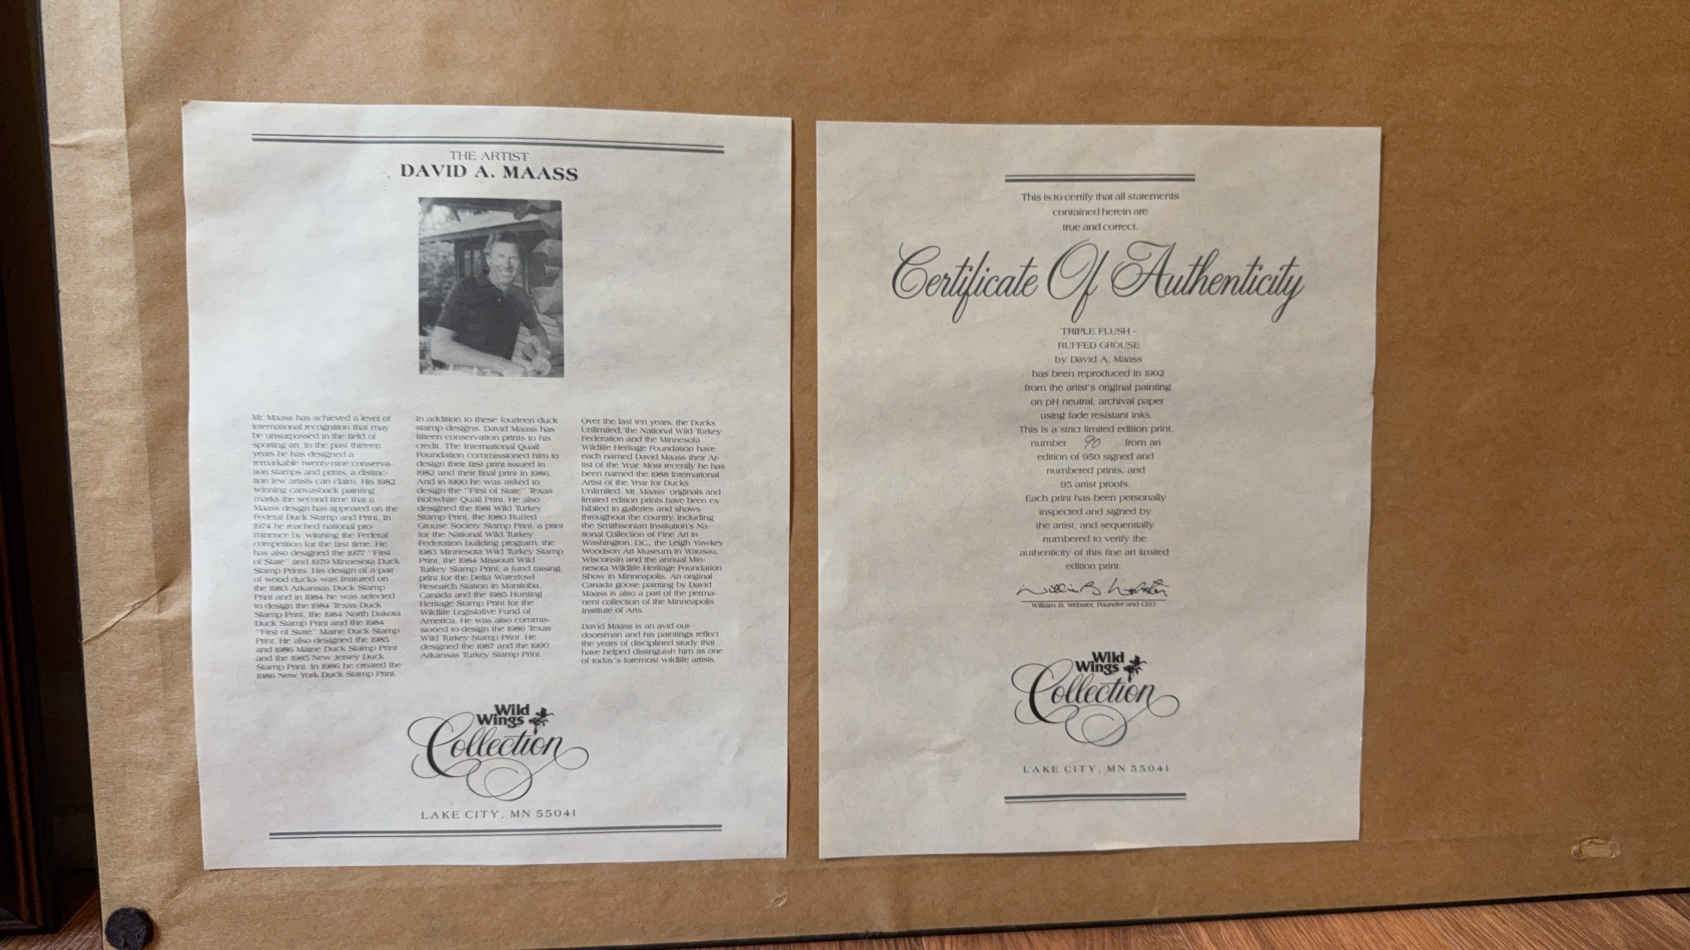 THE ARTIST
DAVID A. MAASS
Mr. Maass has achieved a level of
international recognition that may
be unsurpassed in the field of
sporting art. In the past thirteen
years he has designed a
remarkable twenty-nine conserva-
tion stamps and prints, a distinc-
tion few artists can claim. His 1982
winning canvasback painting
marks the second time that a
Maass design has approved on the
Federal Duck Stamp and Print. In
1974 he reached national pro-
minence by winning the Federal
competition for the first time. He
has also designed the 1977 "First
of State" and 1979 Minnesota Duck
Stamp Prints. His design of a pair
of wood ducks was featured on
the 1983 Arkansas Duck Stamp
Print and in 1984 he was selected
to design the 1984 Texas Duck
Stamp Print, the 1984 North Dakota
Duck Stamp Print and the 1984
"First of State" Maine Duck Stamp
Print. He also designed the 1985
and 1986 Maine Duck Stamp Print
and the 1985 New Jersey Duck
Stamp Print. In 1986 he created the
1986 New York Duck Stamp Print.
In addition to these fourteen duck
stamp designs, David Maass has
fifteen conservation prints to his
credit. The International Quail
Foundation commissioned him to
design their first print issued in
1982 and their final print in 1986.
And in 1990 he was asked to
design the "First of State" Texas
Bobwhite Quail Print. He also
designed the 1981 Wild Turkey
Stamp Print, the 1980 Ruffed
Grouse Society Stamp Print, a print
for the National Wild Turkey
Federation building program, the
1983 Minnesota Wild Turkey Stamp
Print, the 1984 Missouri Wild
Turkey Stamp Print, a fund raising
print for the Delta Waterfowl
Research Station in Manitoba,
Canada and the 1985 Hunting
Heritage Stamp Print for the
Wildlife Legislative Fund of
America. He was also commis-
sioned to design the 1986 Texas
Wild Turkey Stamp Print. He
designed the 1987 and the 1990
Arkansas Turkey Stamp Print.
Over the last ten years, the Ducks
Unlimited, the National Wild Turkey
Federation and the Minnesota
Wildlife Heritage Foundation have
each named David Maass their Ar-
tist of the Year. Most recently he has
been named the 1988 International
Artist of the Year for Ducks
Unlimited. Mr. Maass' originals and
limited edition prints have been ex-
hibited in galleries and shows
throughout the country, including
the Smithsonian Institution's Na-
tional Collection of Fine Art in
Washington, D.C., the Leigh Yawkey
Woodson Art Museum in Wausau,
Wisconsin and the annual Min-
nesota Wildlife Heritage Foundation
Show in Minneapolis. An original
Canada goose painting by David
Maass is also a part of the perma-
nent collection of the Minneapolis
Institute of Arts.
David Maass is an avid out-
doorsman and his paintings reflect
the years of disciplined study that
have helped distinguish him as one
of today's foremost wildlife artists.
Wild
Wings
Collection
LAKE CITY, MN 55041
This is to certify that all statements
contained herein are
true and correct.
Certificate Of Authenticity
TRIPLE FLUSH -
RUFFED GROUSE
by David A. Maass
has been reproduced in 1992
from the artist's original painting
on pH neutral, archival paper
using fade resistant inks.
This is a strict limited edition print,
number 90 from an
edition of 950 signed and
numbered prints, and
95 artist proofs.
Each print has been personally
inspected and signed by
the artist, and sequentially
numbered to verify the
authenticity of this fine art limited
edition print.
William B. Webster
William B. Webster, Founder and CEO
Wild
Wings
Collection
LAKE CITY, MN 55041